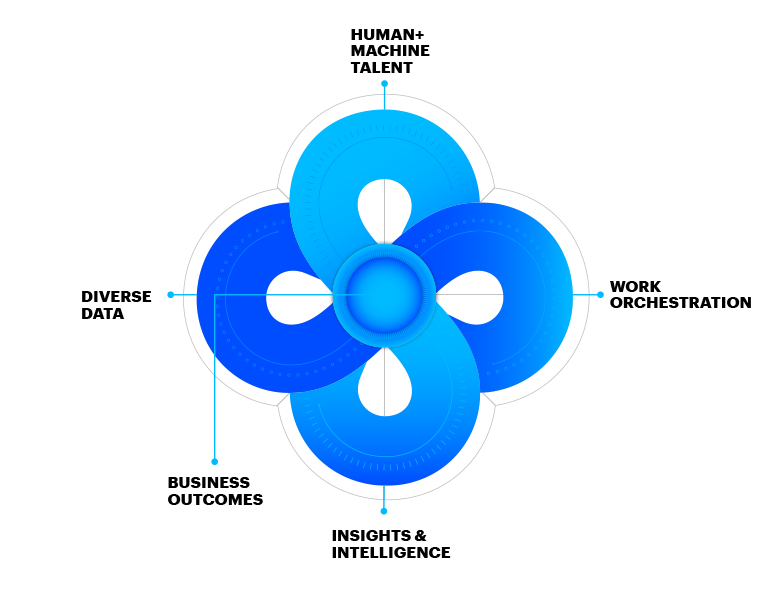 HUMAN+
MACHINE
TALENT
WORK
ORCHESTRATION
DIVERSE
DATA
BUSINESS
OUTCOMES
INSIGHTS &
INTELLIGENCE